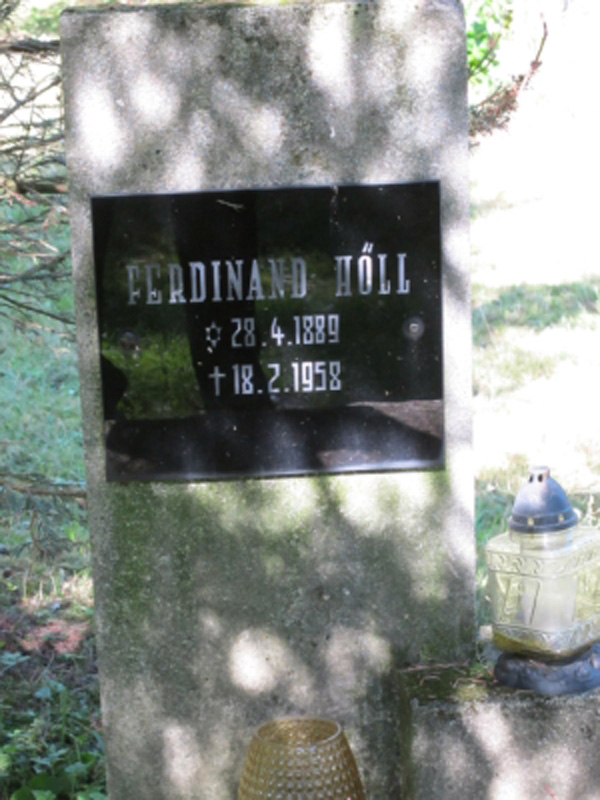 FERDINAND HŐLL
✡ 28.4.1889
†18.2.1958